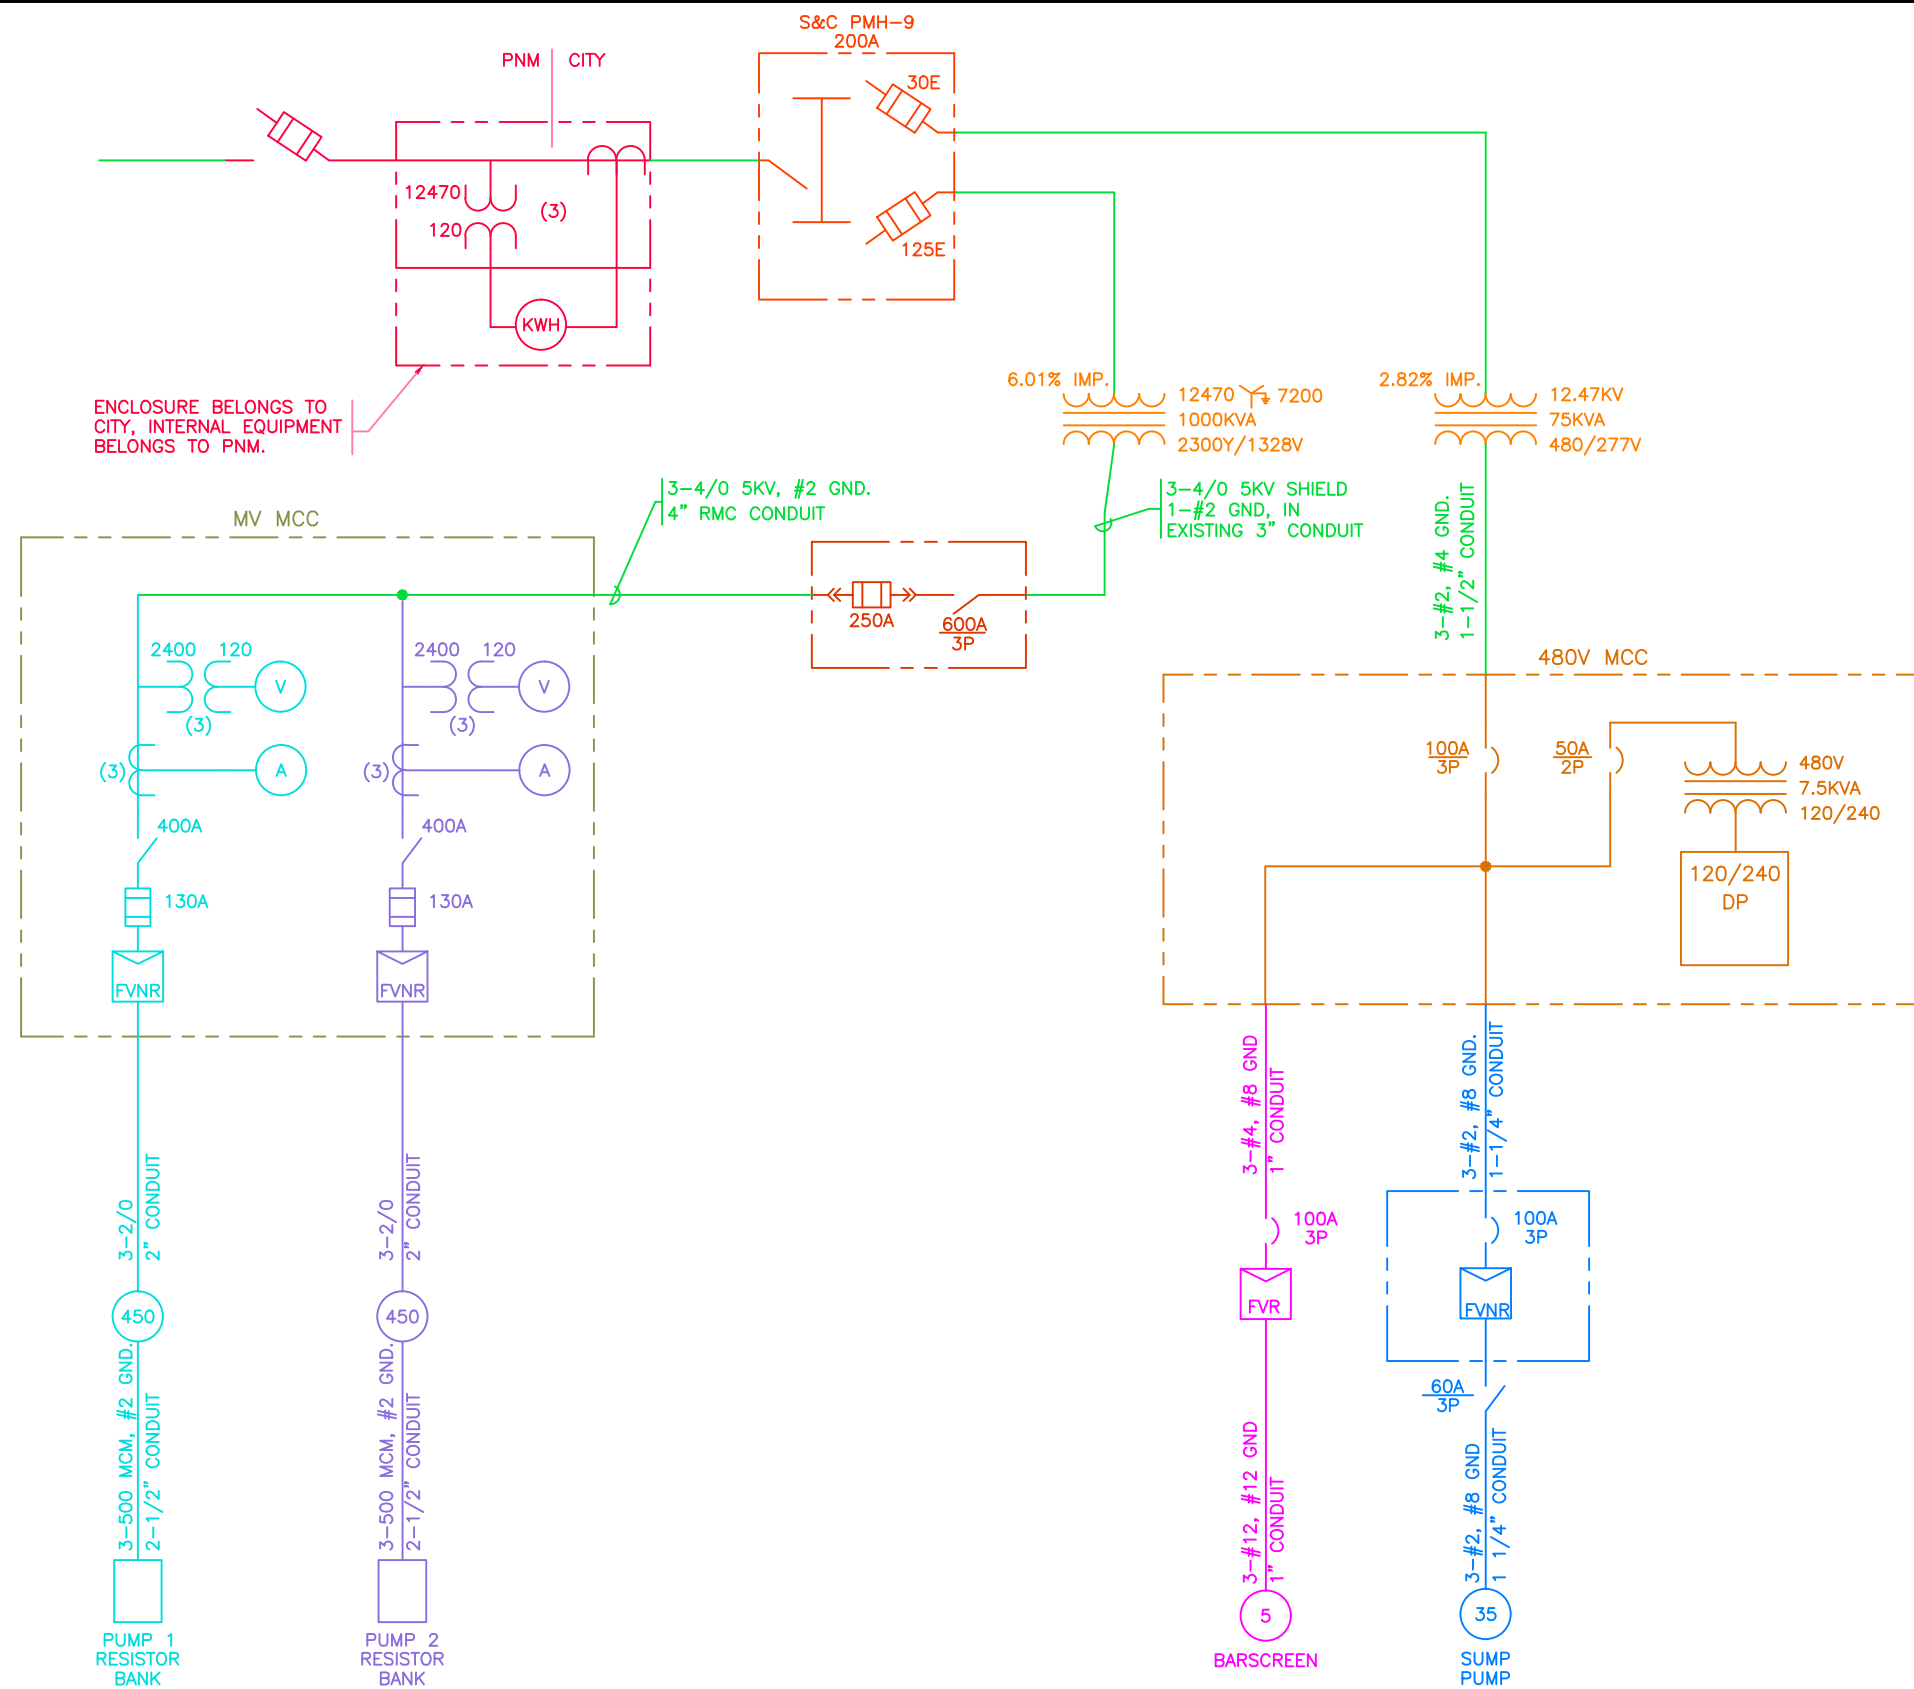 S&C PMH-9
200A
PNM
CITY
30E
125E
12470
120
(3)
KWH
ENCLOSURE BELONGS TO
CITY, INTERNAL EQUIPMENT
BELONGS TO PNM.
6.01% IMP.
12470
7200
1000KVA
2300Y/1328V
2.82% IMP.
12.47KV
75KVA
480/277V
3-4/0 5KV, #2 GND.
4" RMC CONDUIT
3-4/0 5KV SHIELD
1-#2 GND, IN
EXISTING 3" CONDUIT
3-#2, #4 GND.
1-1/2" CONDUIT
MV MCC
250A
600A
3P
2400
120
V
(3)
(3)
A
400A
130A
FVNR
2400
120
V
(3)
(3)
A
400A
130A
FVNR
480V MCC
100A
3P
50A
2P
480V
7.5KVA
120/240
120/240
DP
3-#4, #8 GND
1" CONDUIT
3-#2, #8 GND.
1-1/4" CONDUIT
3-2/0
2" CONDUIT
3-2/0
2" CONDUIT
100A
3P
FVR
100A
3P
FVNR
450
450
60A
3P
3-500 MCM, #2 GND.
2-1/2" CONDUIT
3-500 MCM, #2 GND.
2-1/2" CONDUIT
3-#12, #12 GND
1" CONDUIT
3-#2, #8 GND
1 1/4" CONDUIT
5
35
PUMP 1
RESISTOR
BANK
PUMP 2
RESISTOR
BANK
BARSCREEN
SUMP
PUMP